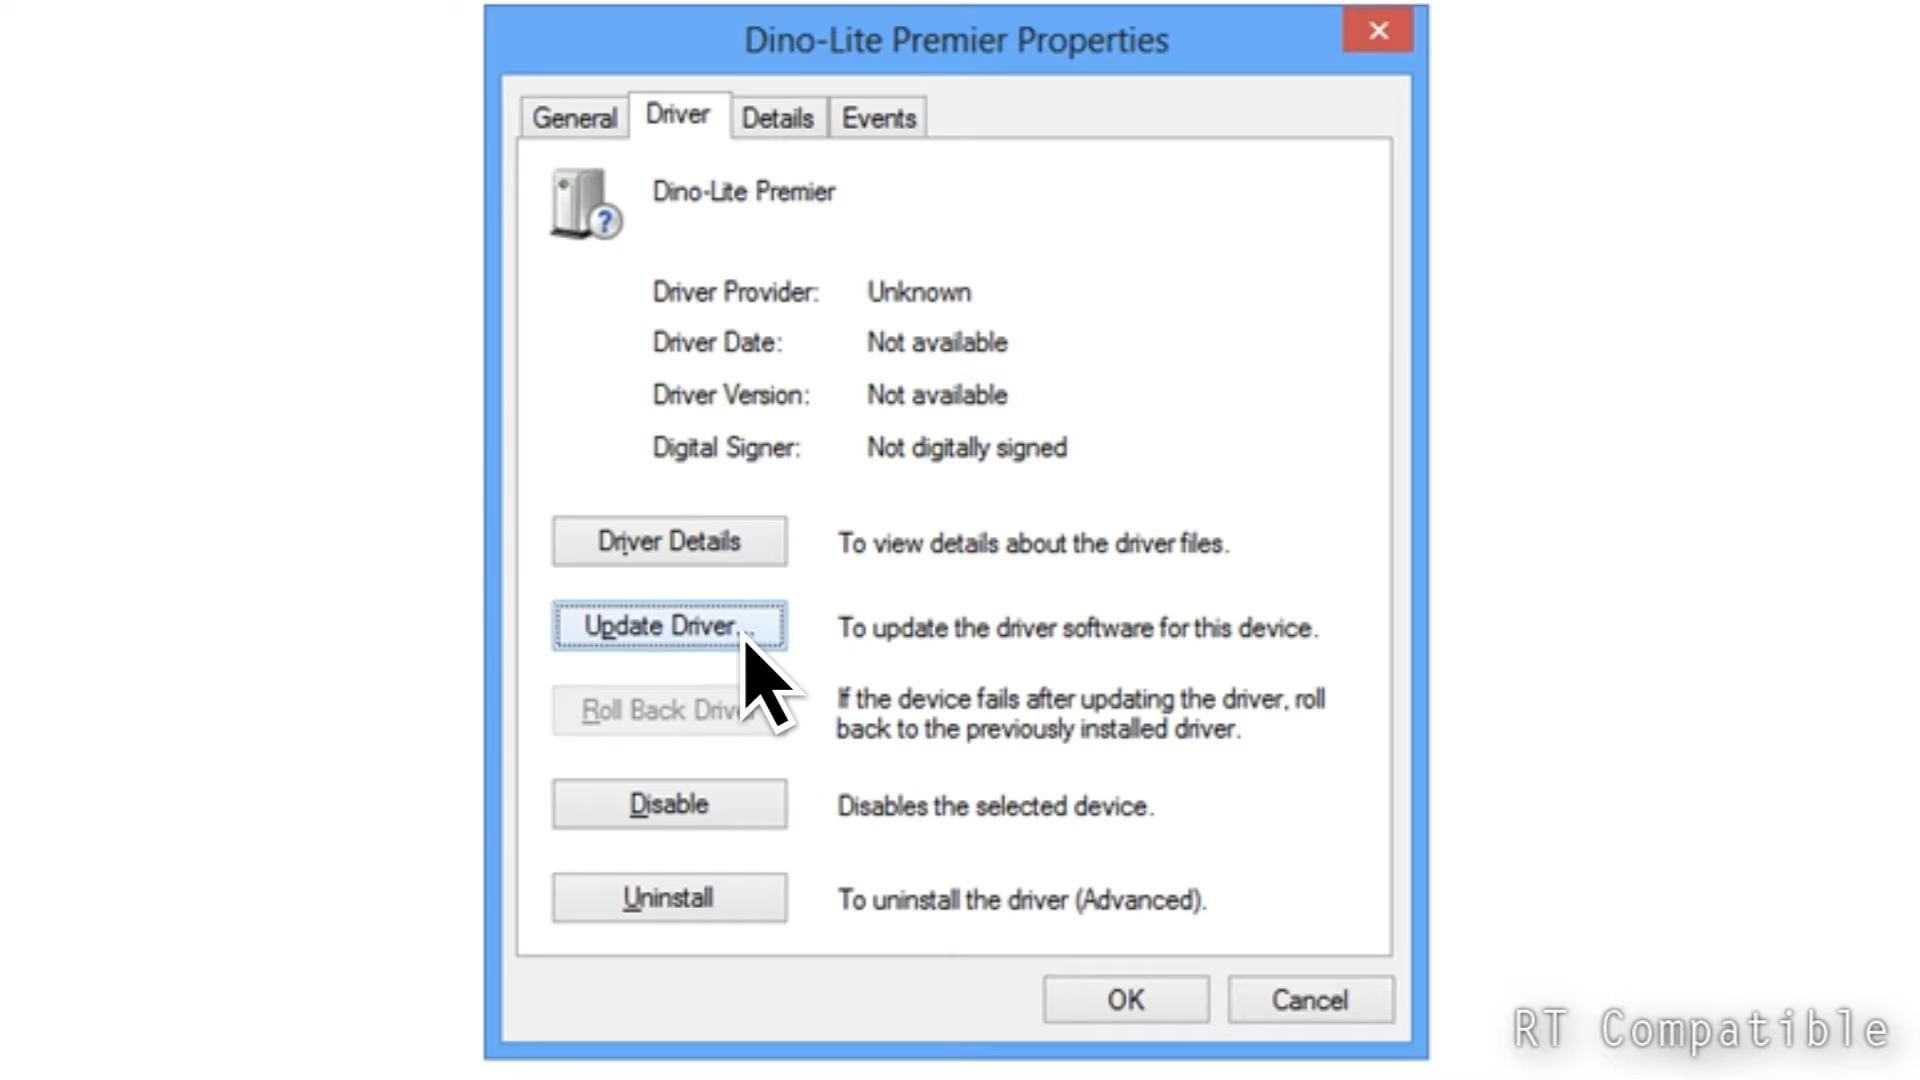 Dino-Lite Premier Properties
General Driver Details Events
Dino-Lite Premier
Driver Provider: Unknown
Driver Date: Not available
Driver Version: Not available
Digital Signer: Not digitally signed
Driver Details To view details about the driver files.
Update Driver... To update the driver software for this device.
Roll Back If the device fails after updating the driver, roll
back to the previously installed driver.
Disable Disables the selected device.
Uninstall To uninstall the driver (Advanced).
OK Cancel
RT Compatible